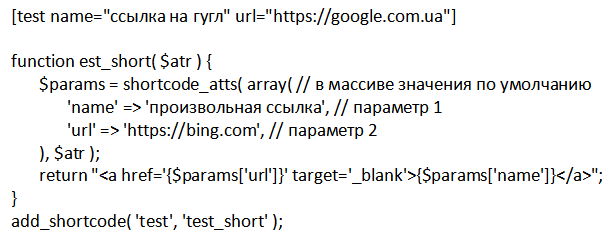 [test name="ссылка на гугл" url="https://google.com.ua"]
function est_short( $atr ) {
$params = shortcode_atts( array( // в массиве значения по умолчанию
'name' => 'произвольная ссылка', // параметр 1
'url' => 'https://bing.com', // параметр 2
), $atr );
return "<a href='{$params['url']}' target='_blank'>{$params['name']}</a>";
}
add_shortcode( 'test', 'test_short' );